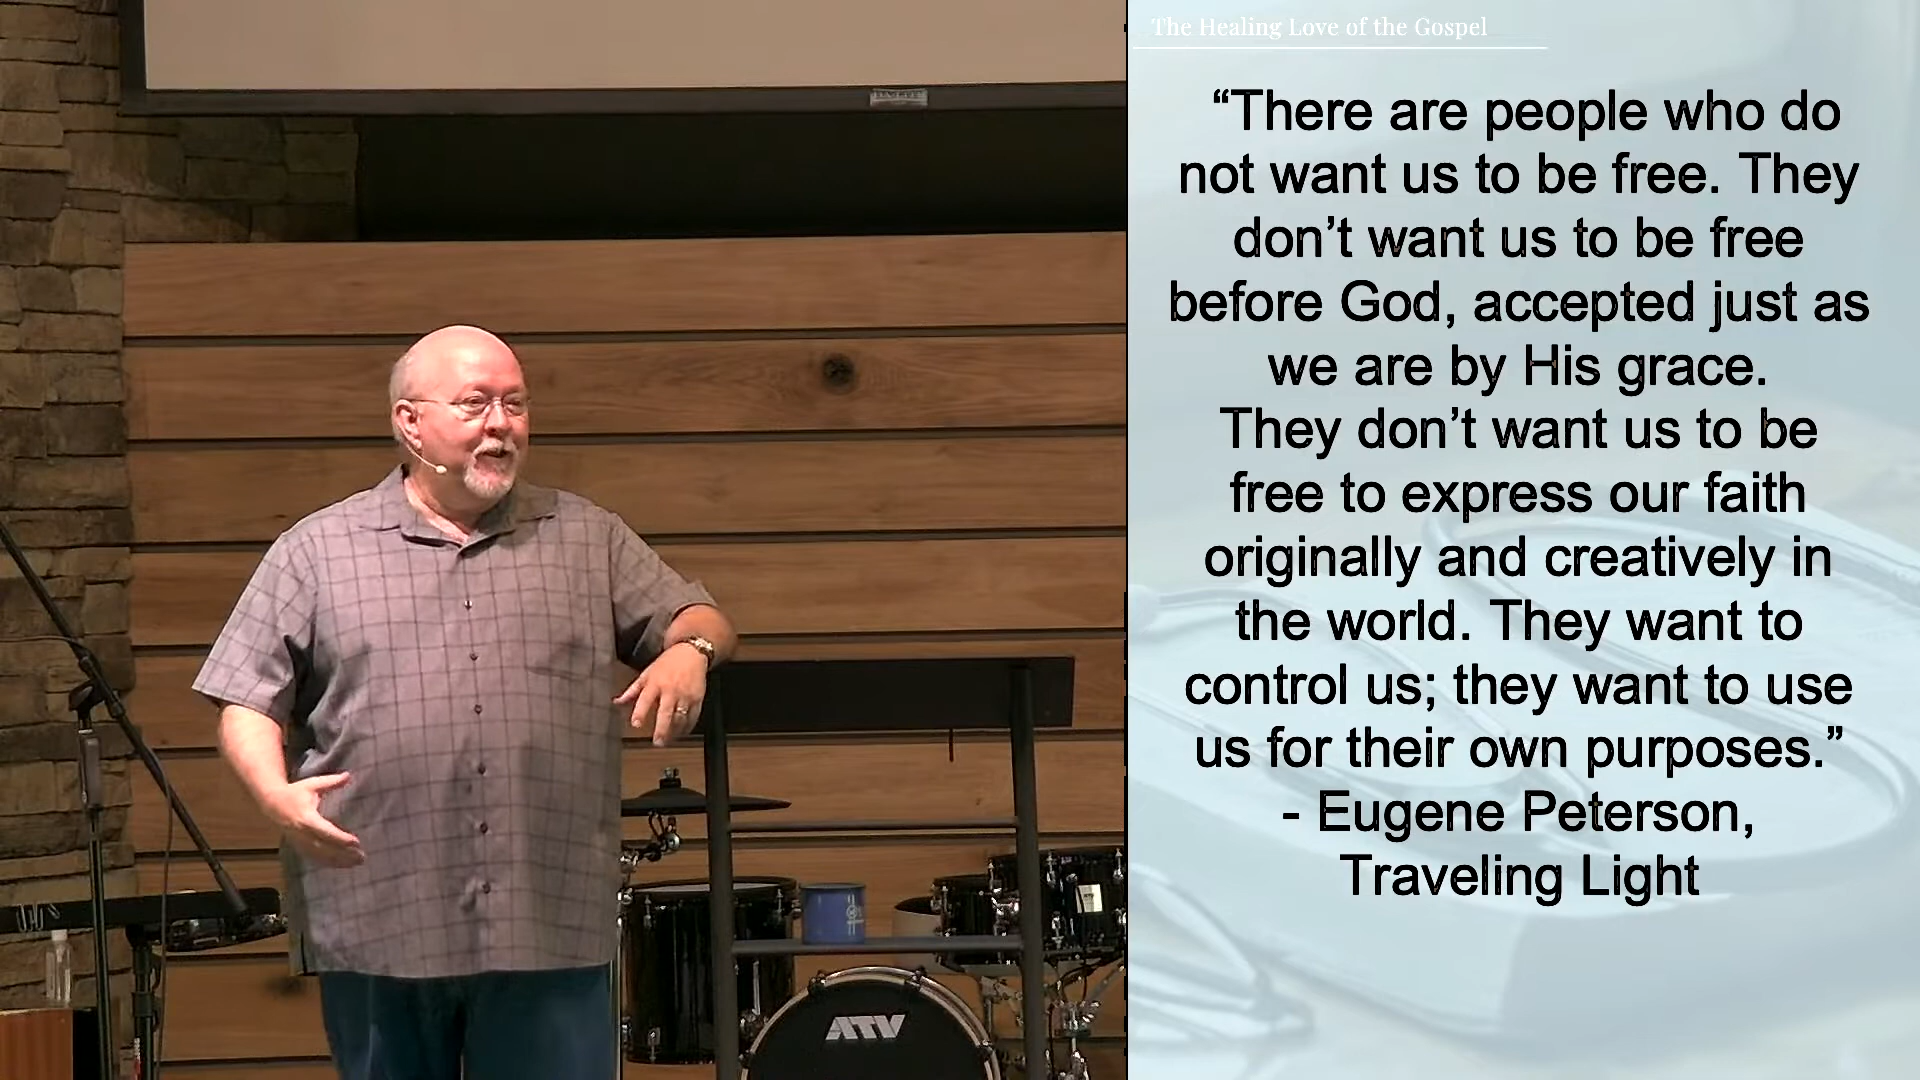 The Healing Love of the Gospel
“There are people who do
not want us to be free. They
don’t want us to be free
before God, accepted just as
we are by His grace.
They don’t want us to be
free to express our faith
originally and creatively in
the world. They want to
control us; they want to use
us for their own purposes.”
- Eugene Peterson,
Traveling Light
ATV